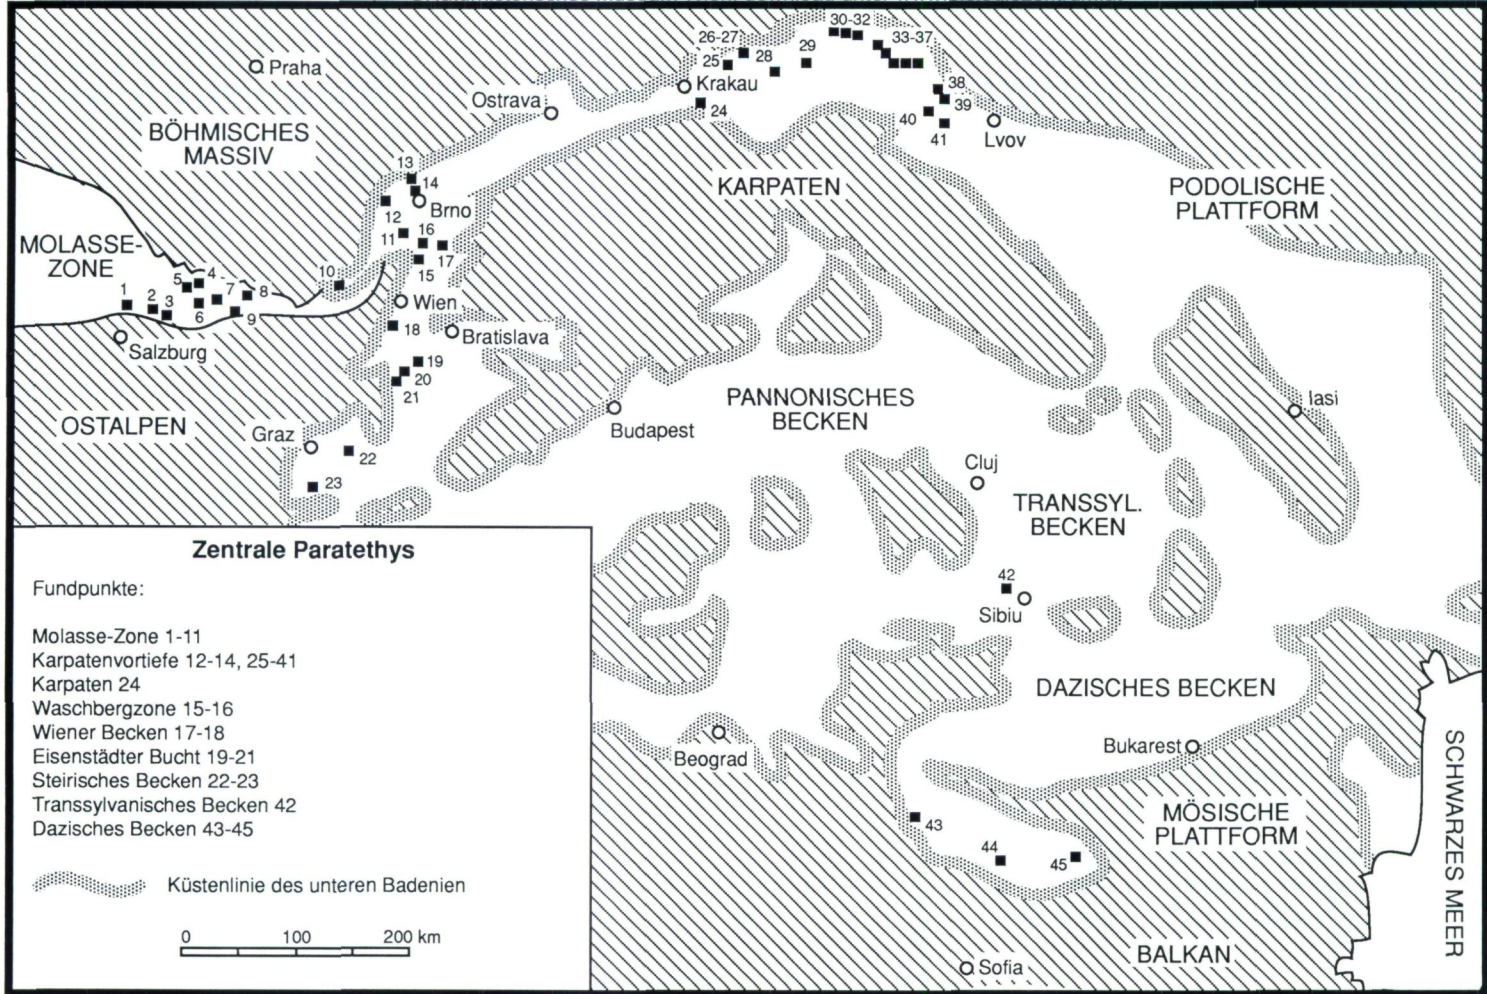 26-27
30-32
33-37
29
28
25
Praha
Krakau
Ostrava
24
38
39
40
41
Lvov
BÖHMISCHES
MASSIV
13
14
KARPATEN
PODOLISCHE
PLATTFORM
12
Brno
11
16
17
15
MOLASSE-
ZONE
10
5
4
1
2
3
6
7
8
9
Wien
18
Bratislava
Salzburg
19
20
21
PANNONISCHES
BECKEN
Iasi
OSTALPEN
Graz
Budapest
22
23
Cluj
TRANSSYL.
BECKEN
42
Sibiu
DAZISCHES BECKEN
Beograd
Bukarest
SCHWARZES MEER
MÖSISCHE
PLATTFORM
43
44
45
BALKAN
Sofia
Zentrale Paratethys
Fundpunkte:
Molasse-Zone 1-11
Karpatenvortiefe 12-14, 25-41
Karpaten 24
Waschbergzone 15-16
Wiener Becken 17-18
Eisenstädter Bucht 19-21
Steirisches Becken 22-23
Transsylvanisches Becken 42
Dazisches Becken 43-45
Küstenlinie des unteren Badenien
0 100 200 km